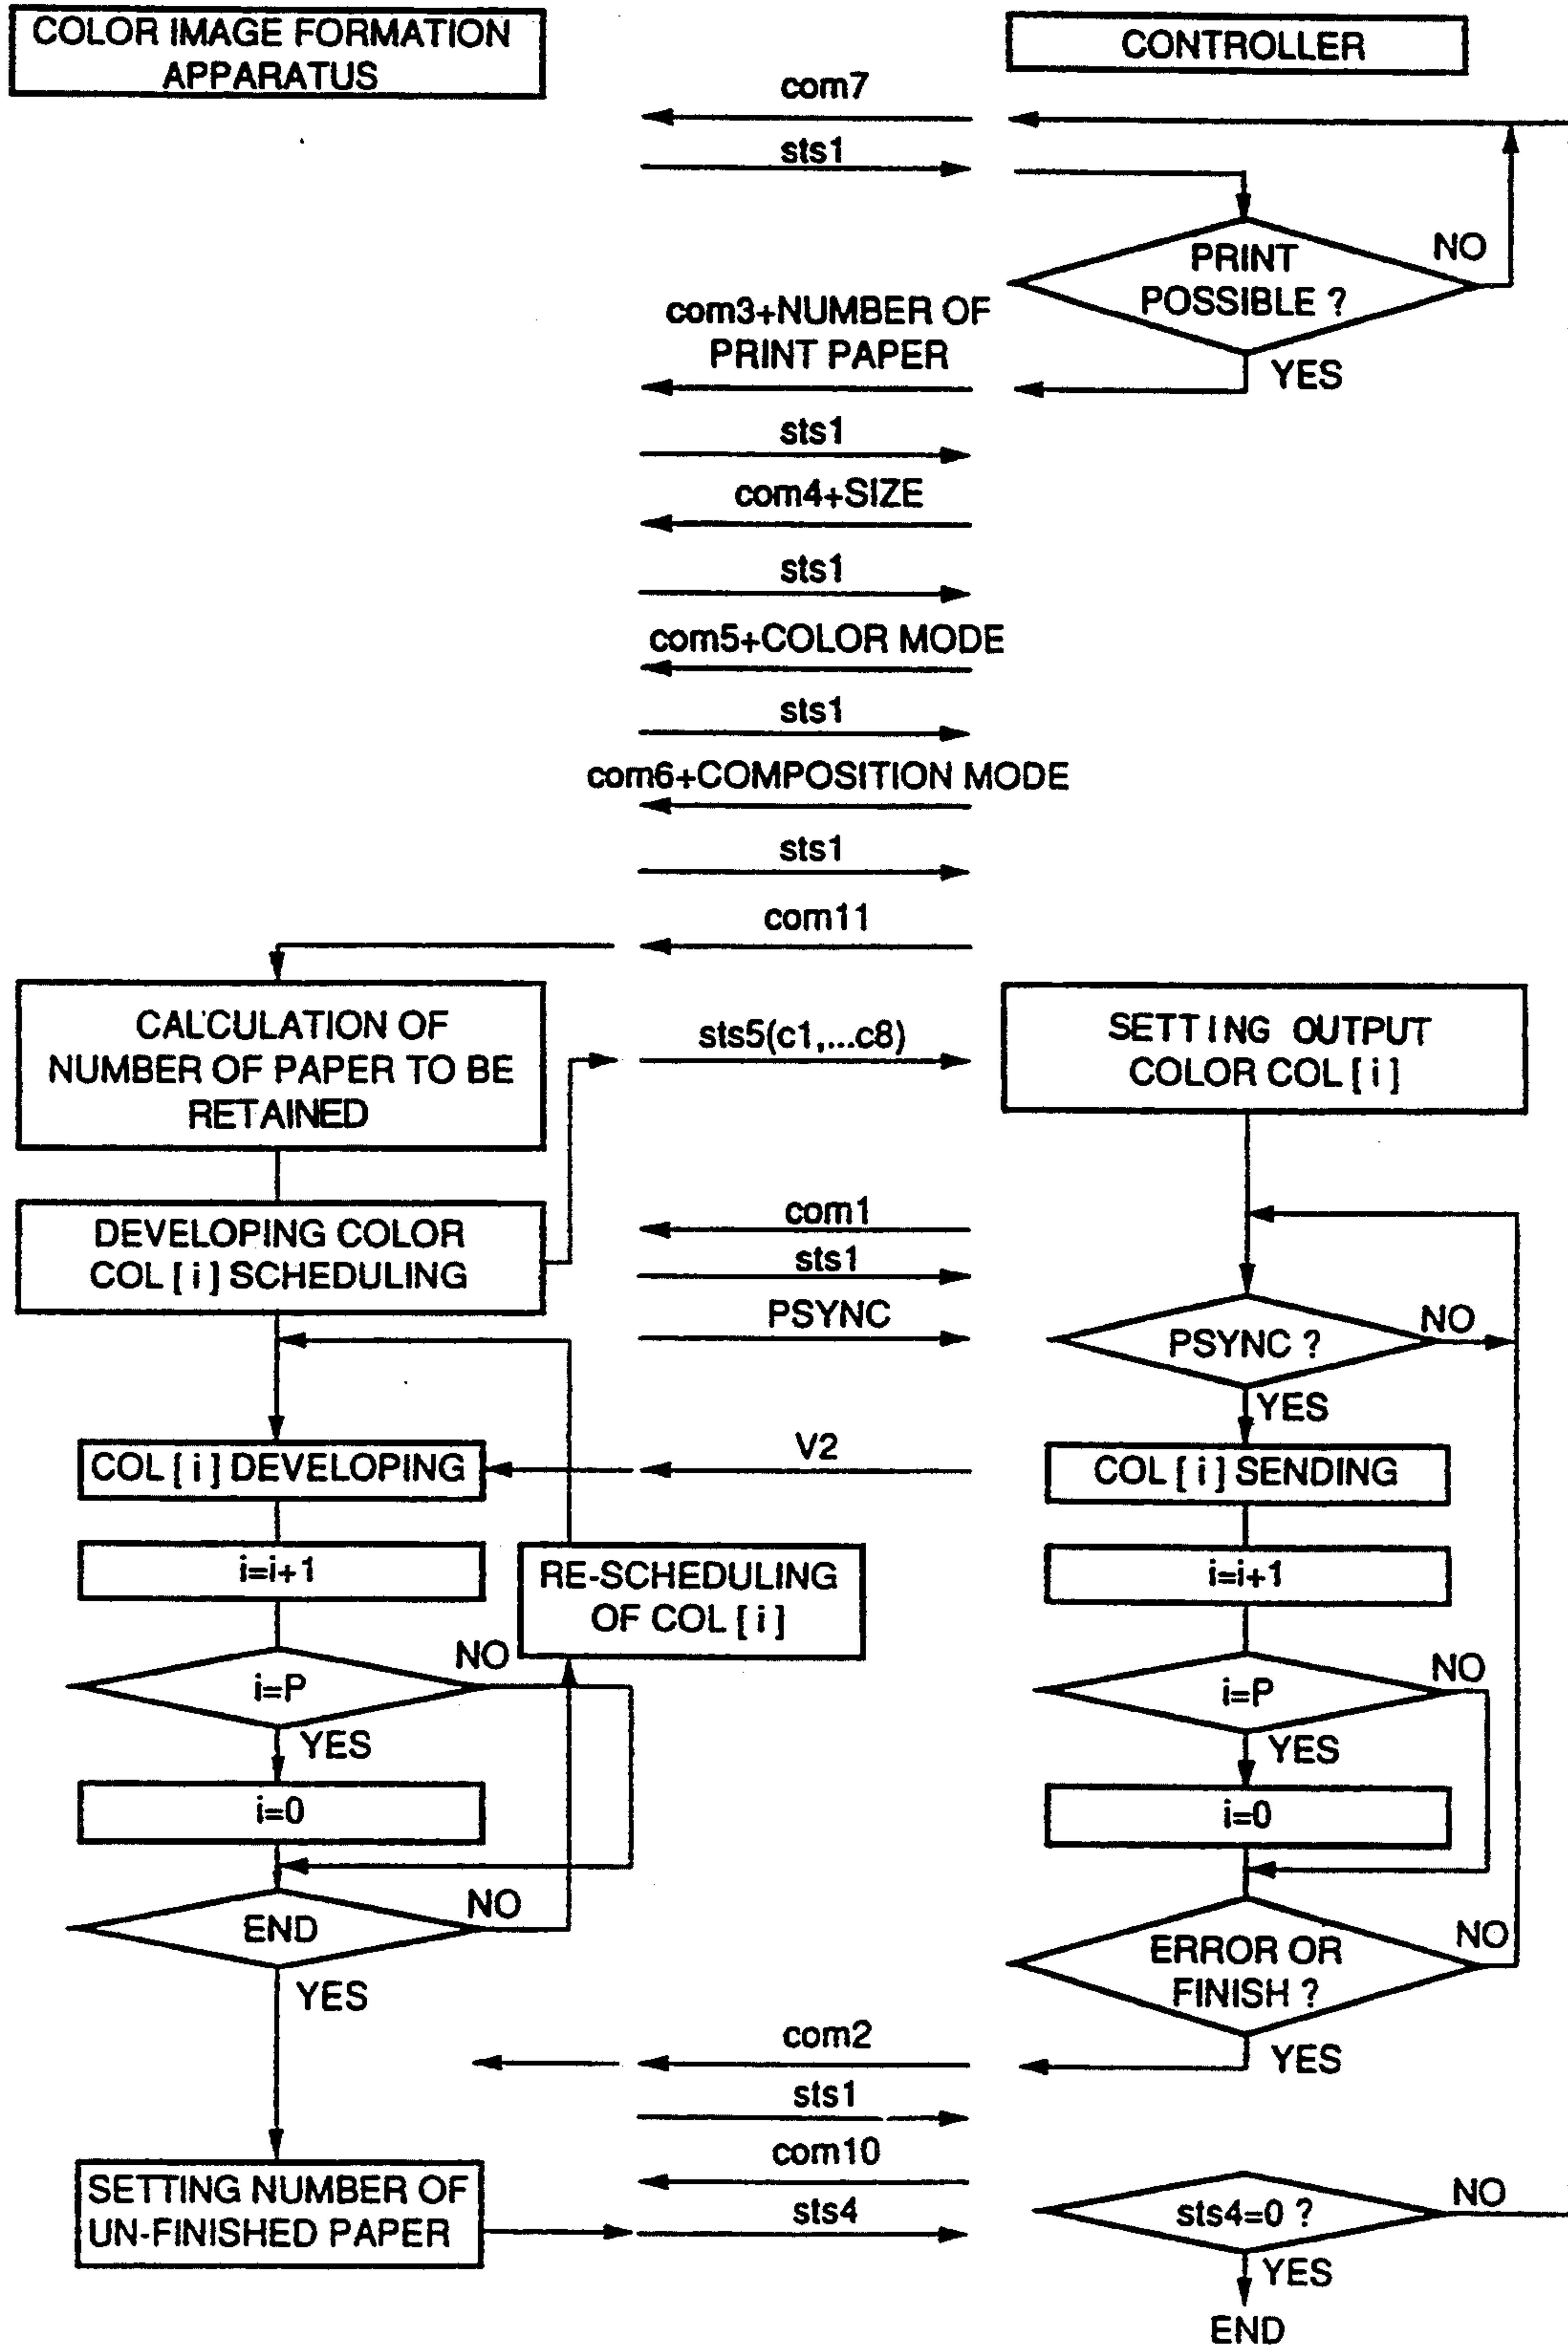 COLOR IMAGE FORMATION
APPARATUS
CONTROLLER
com7
sts1
PRINT
POSSIBLE ?
NO
YES
com3+NUMBER OF
PRINT PAPER
sts1
com4+SIZE
sts1
com5+COLOR MODE
sts1
com6+COMPOSITION MODE
sts1
com11
CALCULATION OF
NUMBER OF PAPER TO BE
RETAINED
sts5(c1,...c8)
SETTING OUTPUT
COLOR COL[i]
DEVELOPING COLOR
COL[i] SCHEDULING
com1
sts1
PSYNC
PSYNC ?
NO
YES
COL[i] DEVELOPING
V2
COL[i] SENDING
i=i+1
RE-SCHEDULING
OF COL[i]
i=i+1
i=P
NO
YES
i=P
NO
YES
i=0
i=0
END
NO
YES
ERROR OR
FINISH ?
NO
YES
com2
sts1
com10
SETTING NUMBER OF
UN-FINISHED PAPER
sts4
sts4=0 ?
NO
YES
END